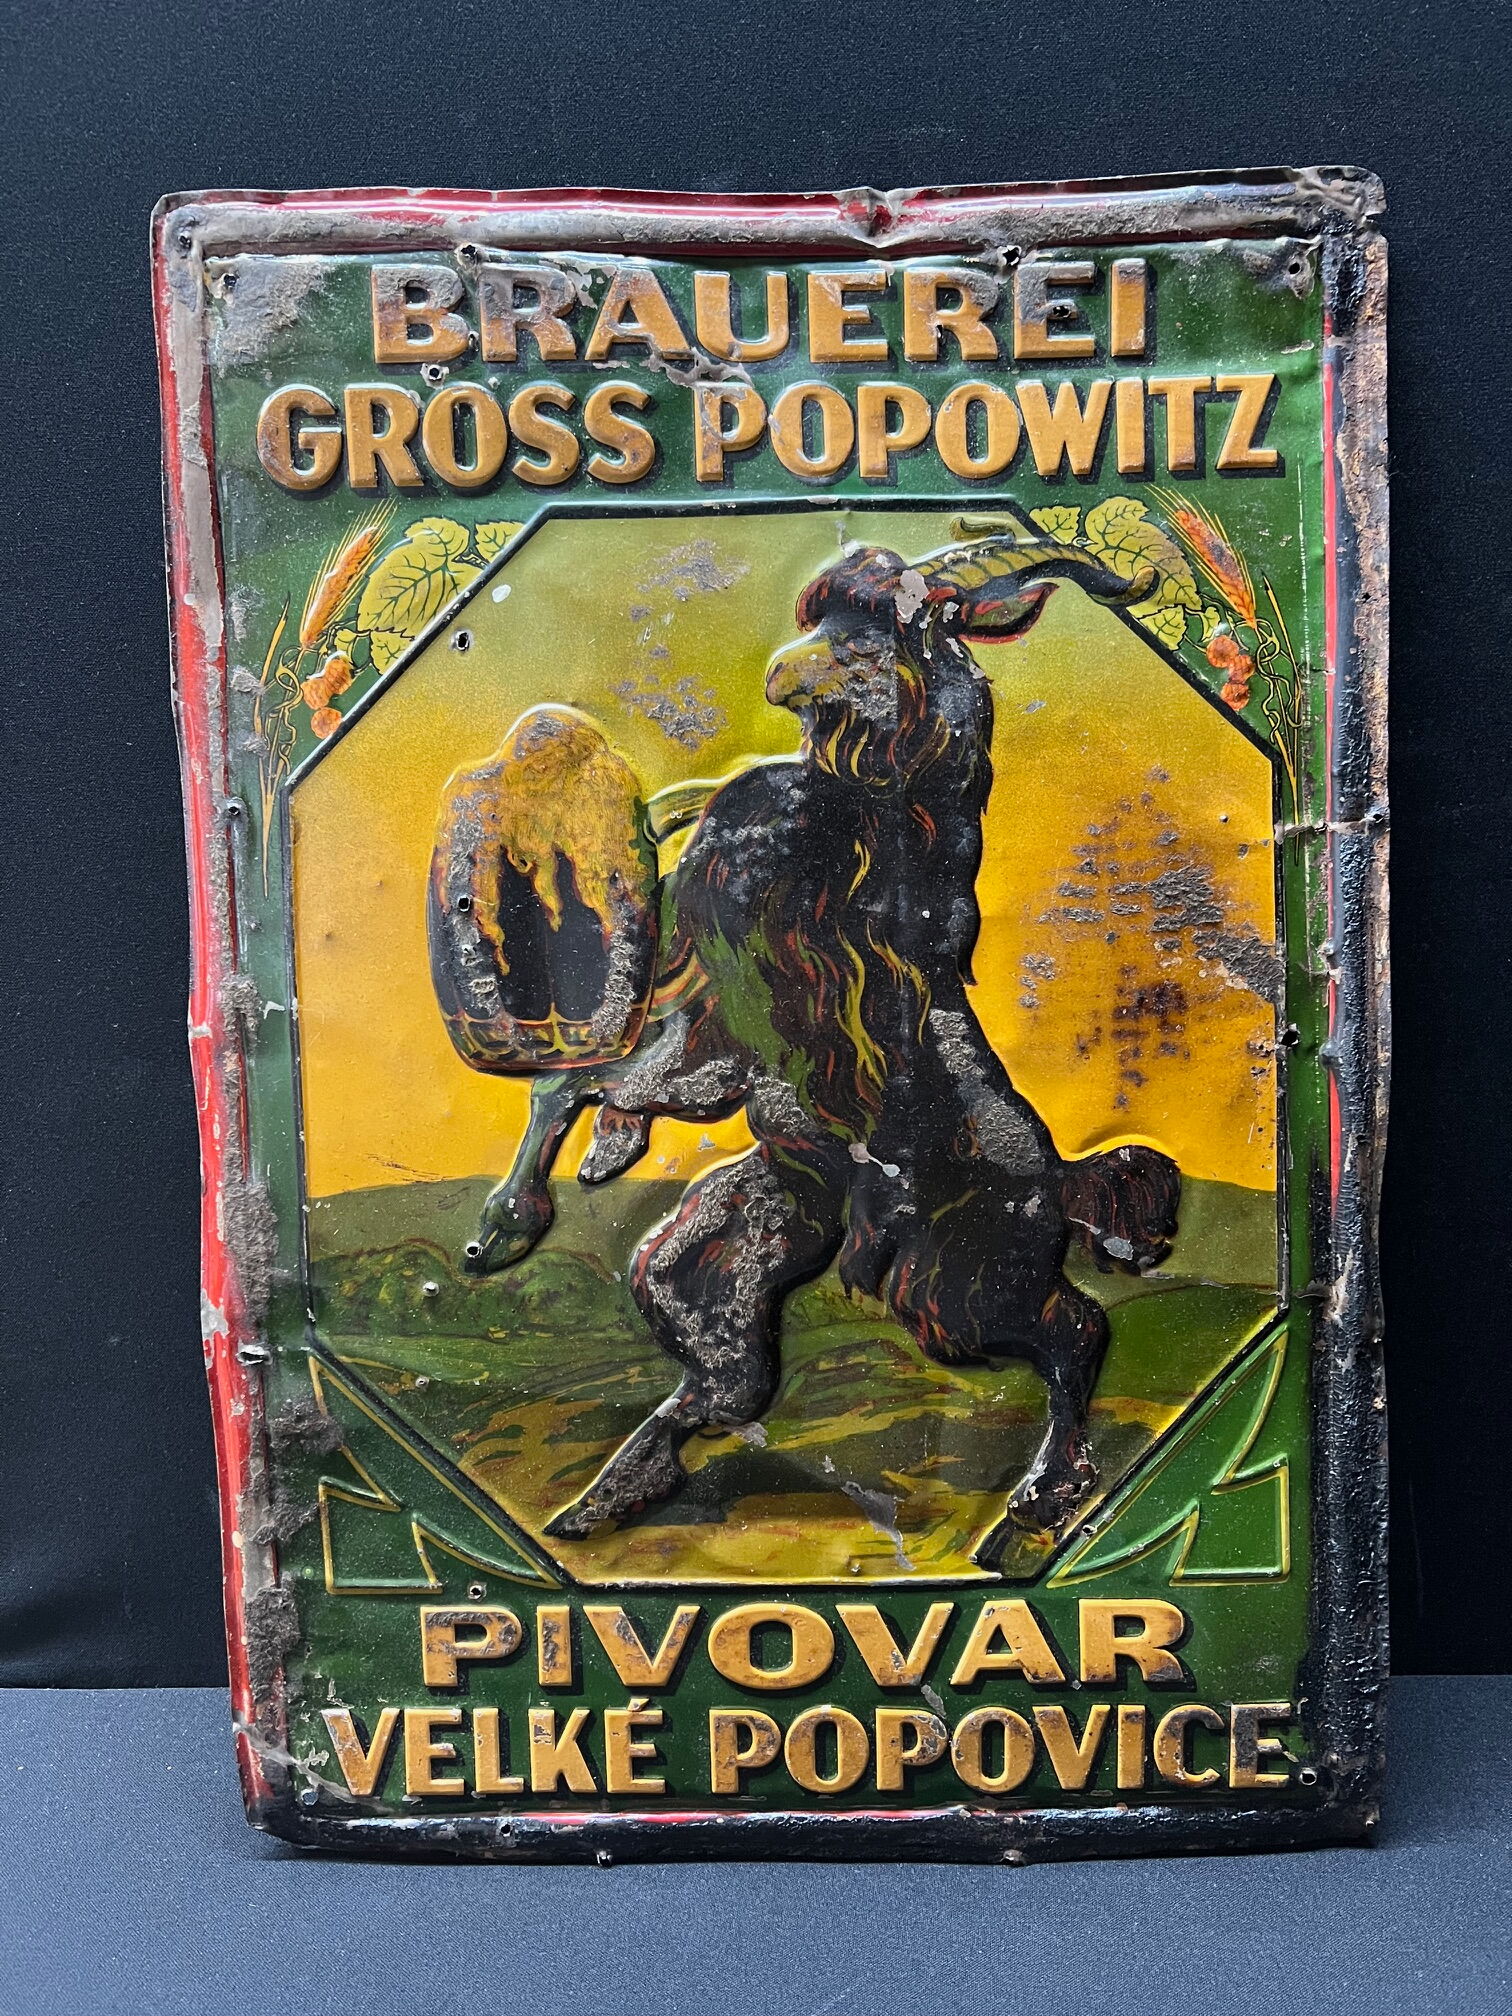 BRAUEREI
GROSS POPOWITZ
PIVOVAR
VELKÉ POPOVICE